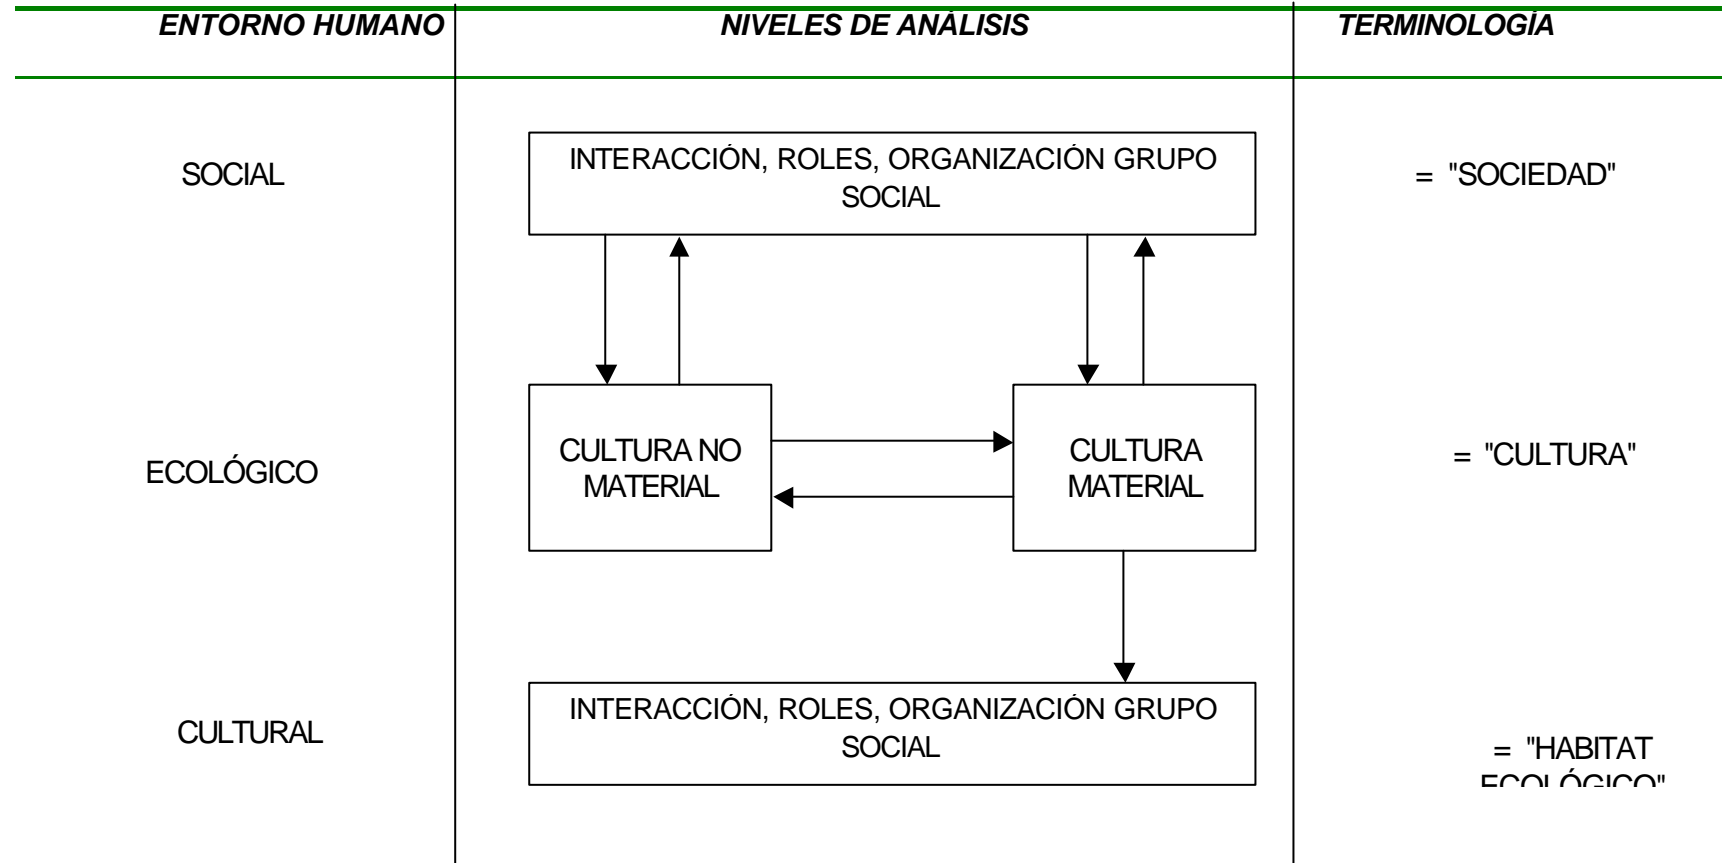 ENTORNO HUMANO NIVELES DE ANÁLISIS TERMINOLOGÍA
SOCIAL
INTERACCIÓN, ROLES, ORGANIZACIÓN GRUPO
SOCIAL
= "SOCIEDAD"
ECOLÓGICO
CULTURA NO
MATERIAL
CULTURA
MATERIAL
= "CULTURA"
CULTURAL
INTERACCIÓN, ROLES, ORGANIZACIÓN GRUPO
SOCIAL
= "HABITAT
ECOLÓGICO"